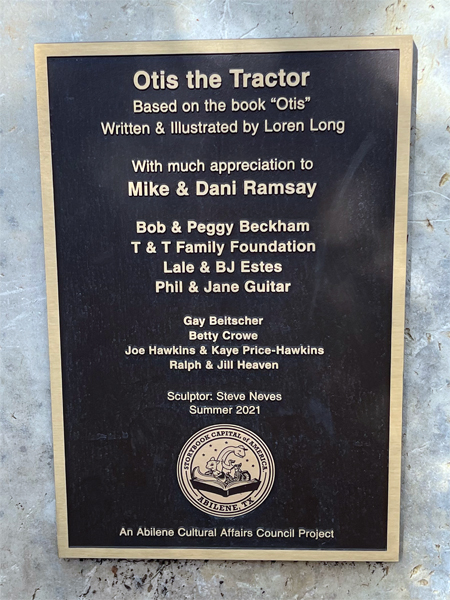 Otis the Tractor
Based on the book "Otis"
Written & Illustrated by Loren Long
With much appreciation to
Mike & Dani Ramsay
Bob & Peggy Beckham
T & T Family Foundation
Lale & BJ Estes
Phil & Jane Guitar
Gay Beitscher
Betty Crowe
Joe Hawkins & Kaye Price-Hawkins
Ralph & Jill Heaven
Sculptor: Steve Neves
Summer 2021
STORYBOOK CAPITAL of AMERICA
ABILENE, TX
An Abilene Cultural Affairs Council Project